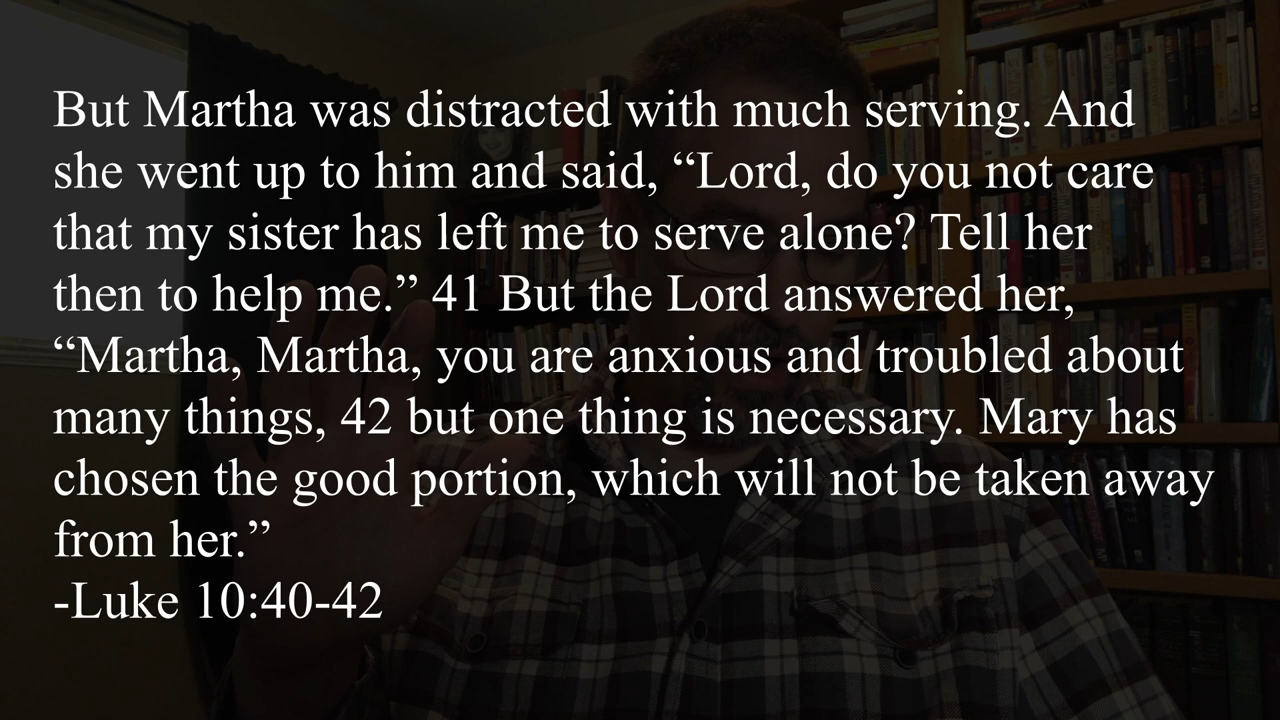 But Martha was distracted with much serving. And
she went up to him and said, “Lord, do you not care
that my sister has left me to serve alone? Tell her
then to help me.” 41 But the Lord answered her,
“Martha, Martha, you are anxious and troubled about
many things, 42 but one thing is necessary. Mary has
chosen the good portion, which will not be taken away
from her.”
-Luke 10:40-42